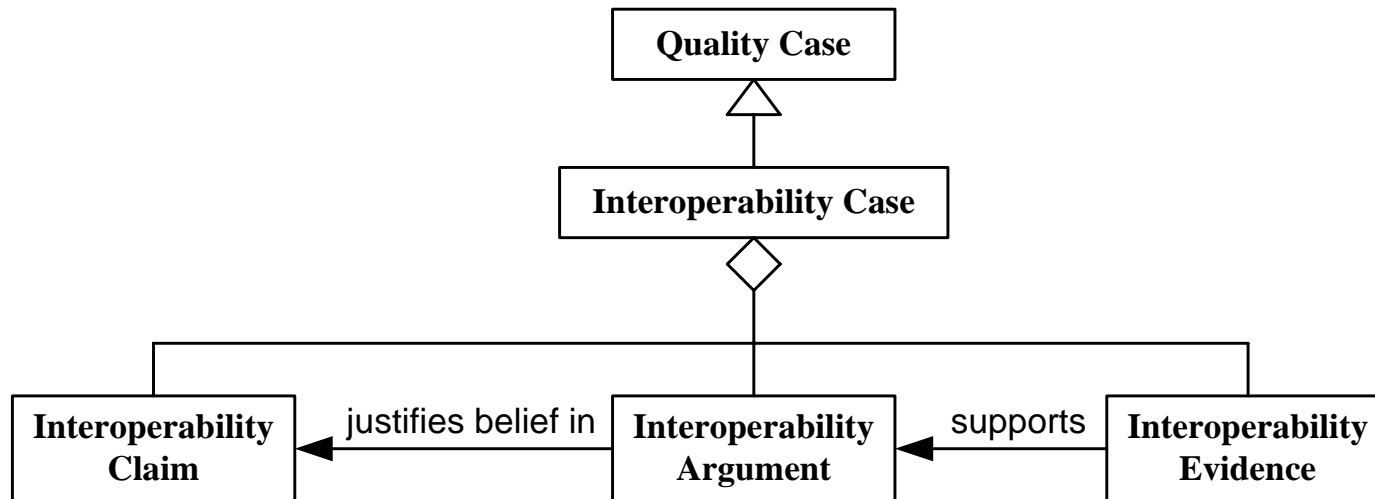 Quality Case
Interoperability Case
Interoperability
Claim
justifies belief in
Interoperability
Argument
supports
Interoperability
Evidence